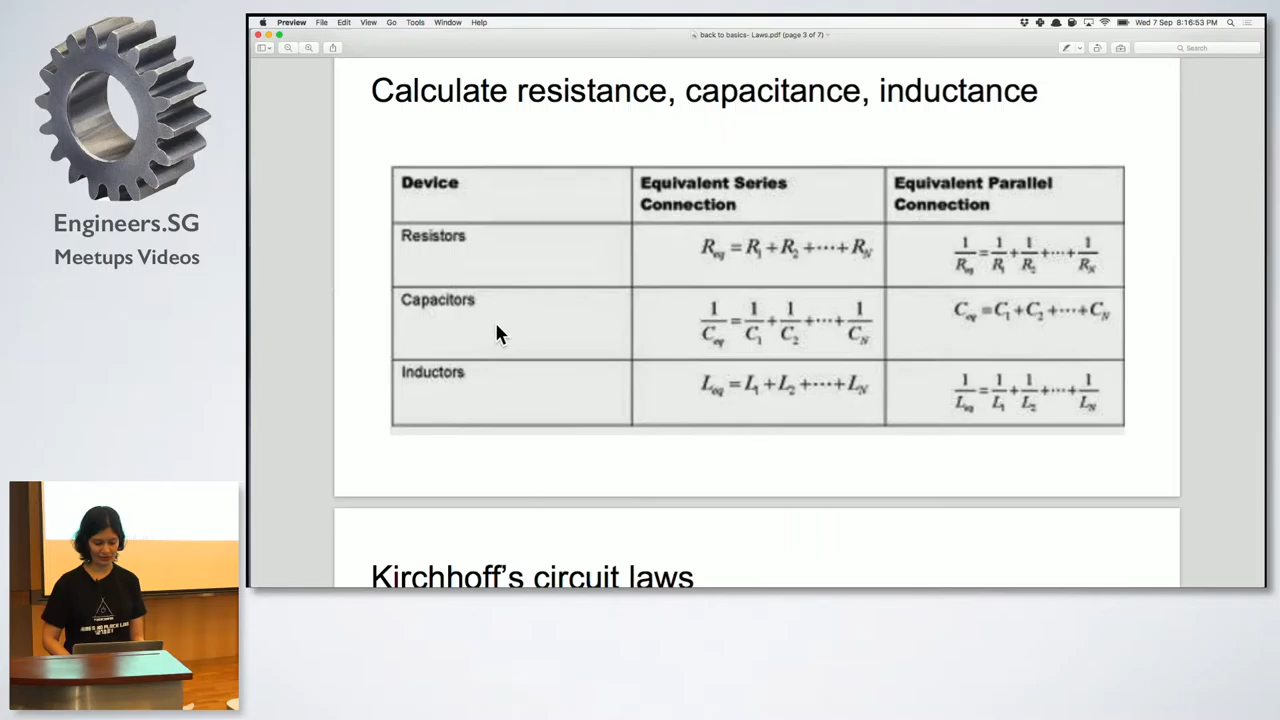 Preview File Edit View Go Tools Window Help
Wed 7 Sep 8:16:53 PM
back to basics- Laws.pdf (page 3 of 7)
Search
Engineers.SG
Meetups Videos
Calculate resistance, capacitance, inductance
Device Equivalent Series Connection Equivalent Parallel Connection
Resistors R_eq = R_1 + R_2 + ··· + R_N 1/R_eq = 1/R_1 + 1/R_2 + ··· + 1/R_N
Capacitors 1/C_eq = 1/C_1 + 1/C_2 + ··· + 1/C_N C_eq = C_1 + C_2 + ··· + C_N
Inductors L_eq = L_1 + L_2 + ··· + L_N 1/L_eq = 1/L_1 + 1/L_2 + ··· + 1/L_N
Kirchhoff's circuit laws